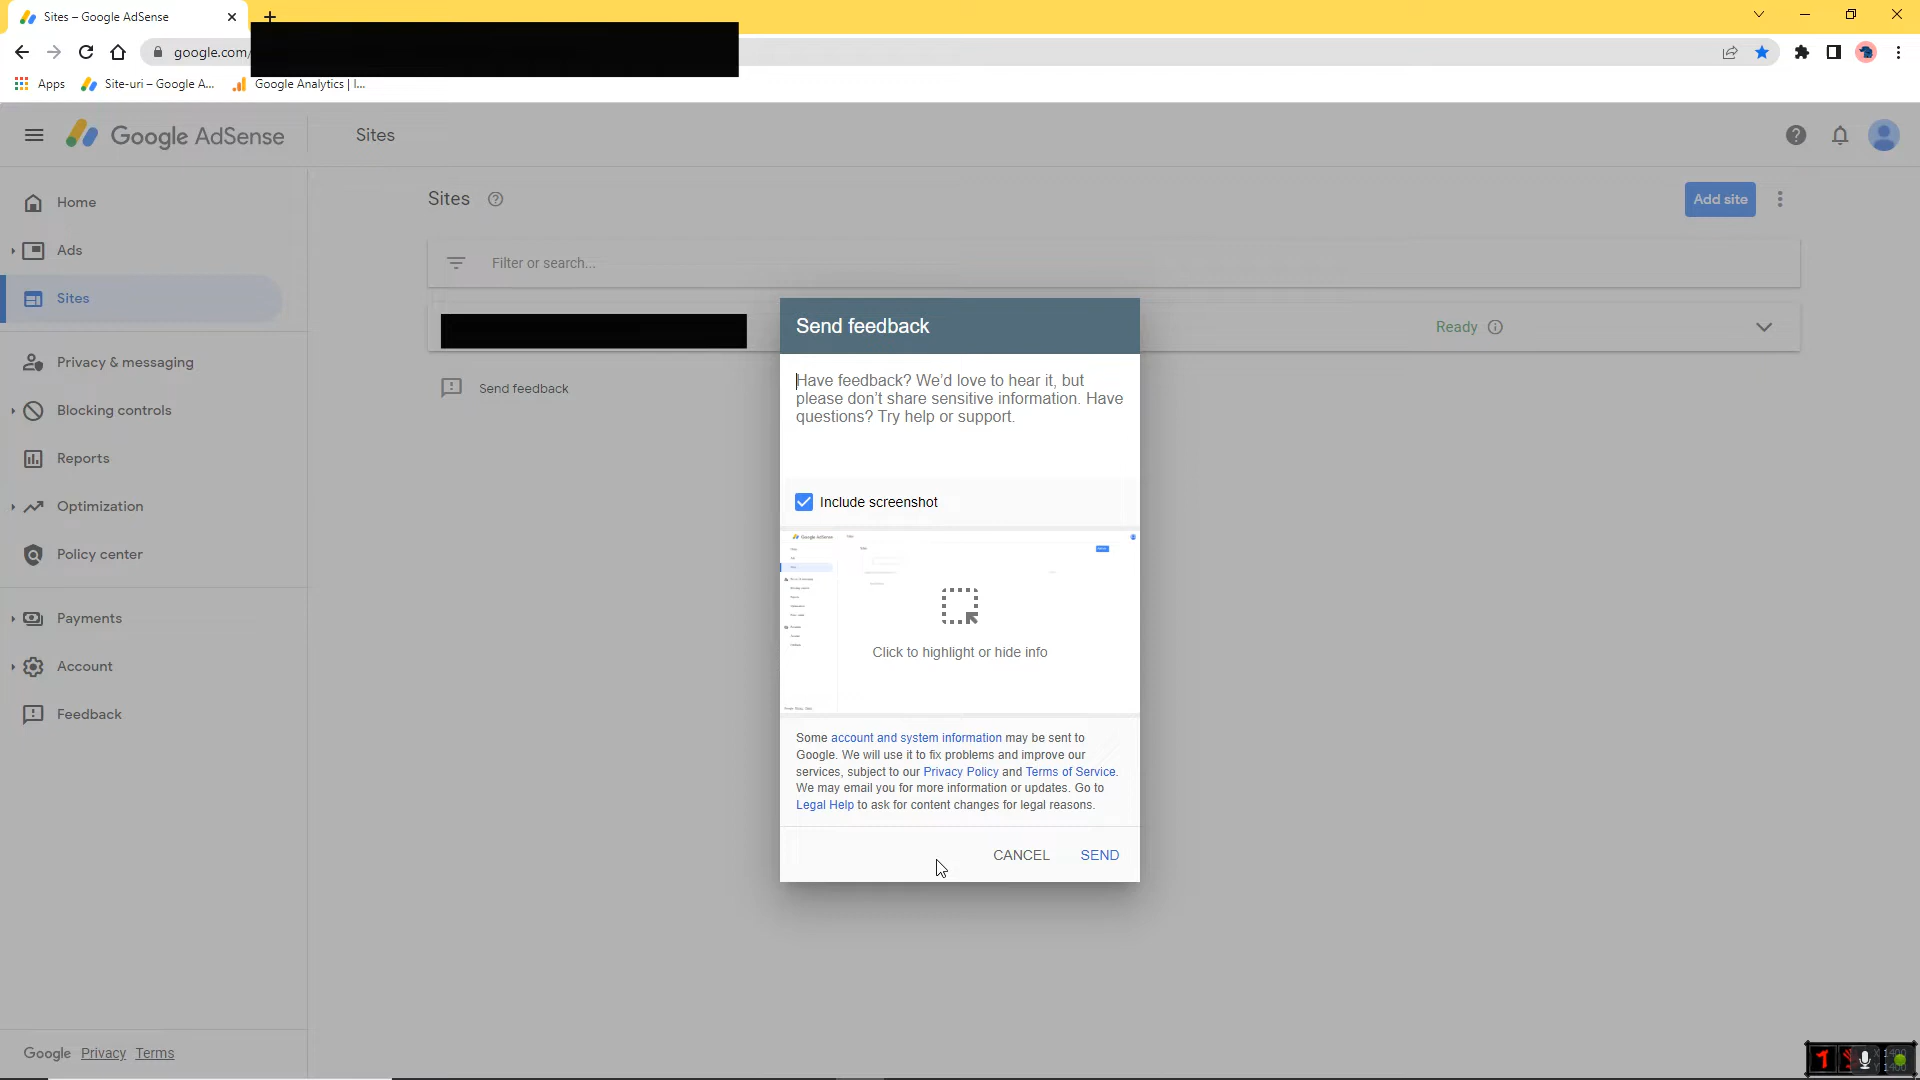 Sites – Google AdSense
google.com/
Apps
Site-uri – Google A...
Google Analytics | I...
Google AdSense
Sites
Home
Ads
Sites
Privacy & messaging
Blocking controls
Reports
Optimization
Policy center
Payments
Account
Feedback
Google Privacy Terms
Sites
Add site
Filter or search...
Ready
Send feedback
Send feedback
Have feedback? We’d love to hear it, but
please don’t share sensitive information. Have
questions? Try help or support.
Include screenshot
Google AdSense
Click to highlight or hide info
Some account and system information may be sent to
Google. We will use it to fix problems and improve our
services, subject to our Privacy Policy and Terms of Service.
We may email you for more information or updates. Go to
Legal Help to ask for content changes for legal reasons.
CANCEL
SEND